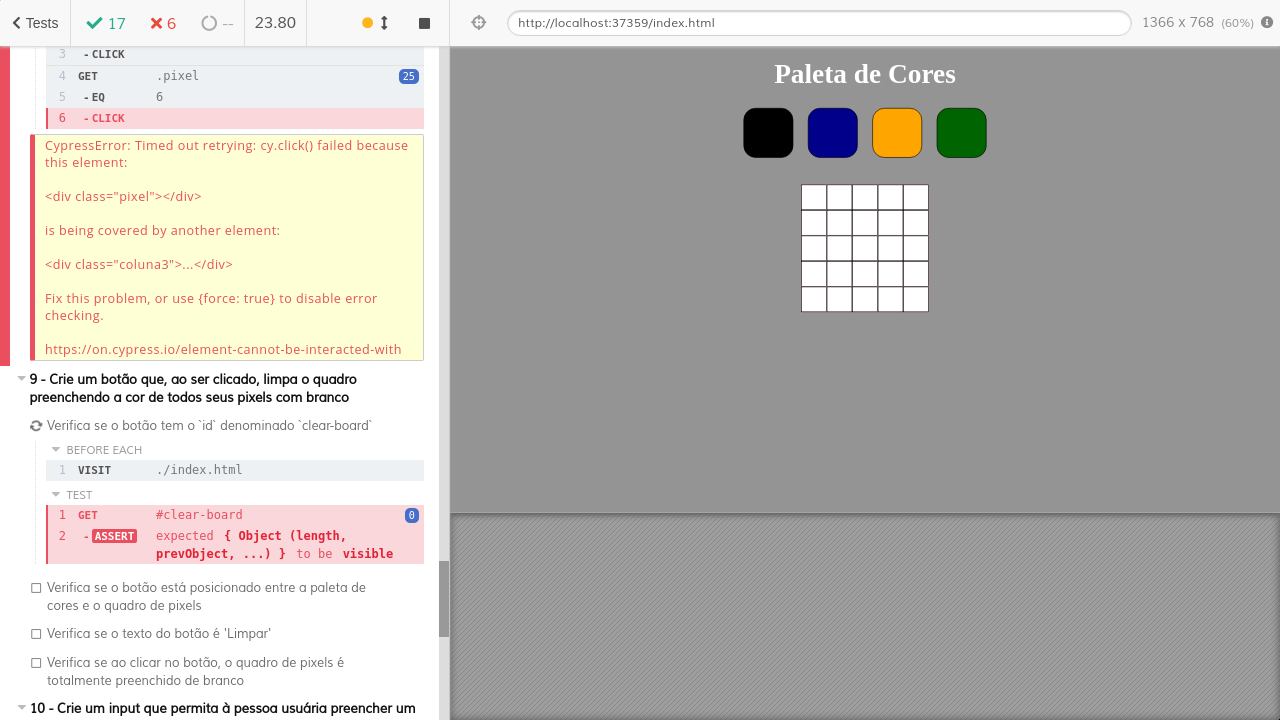 Tests
17
6
--
23.80
http://localhost:37359/index.html
1366 x 768 (60%)
3 - CLICK
4 GET .pixel 25
5 - EQ 6
6 - CLICK
CypressError: Timed out retrying: cy.click() failed because
this element:
<div class="pixel"></div>
is being covered by another element:
<div class="coluna3">...</div>
Fix this problem, or use {force: true} to disable error
checking.
https://on.cypress.io/element-cannot-be-interacted-with
9 - Crie um botão que, ao ser clicado, limpa o quadro
preenchendo a cor de todos seus pixels com branco
Verifica se o botão tem o `id` denominado `clear-board`
BEFORE EACH
1 VISIT ./index.html
TEST
1 GET #clear-board 0
2 - ASSERT expected { Object (length,
prevObject, ...) } to be visible
Verifica se o botão está posicionado entre a paleta de
cores e o quadro de pixels
Verifica se o texto do botão é 'Limpar'
Verifica se ao clicar no botão, o quadro de pixels é
totalmente preenchido de branco
10 - Crie um input que permita à pessoa usuária preencher um
Paleta de Cores